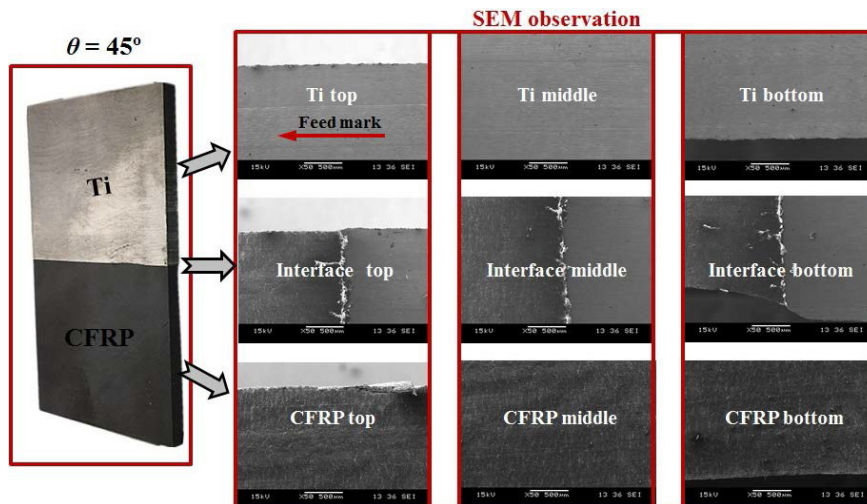 SEM observation
θ = 45º
Ti
CFRP
Ti top
Feed mark
15kV X50 500µm 13 36 SEI
Ti middle
15kV X50 500µm 13 36 SEI
Ti bottom
15kV X50 500µm 13 36 SEI
Interface top
15kV X50 500µm 13 36 SEI
Interface middle
15kV X50 500µm 13 36 SEI
Interface bottom
15kV X50 500µm 13 36 SEI
CFRP top
15kV X50 500µm 13 36 SEI
CFRP middle
15kV X50 500µm 13 36 SEI
CFRP bottom
15kV X50 500µm 13 36 SEI